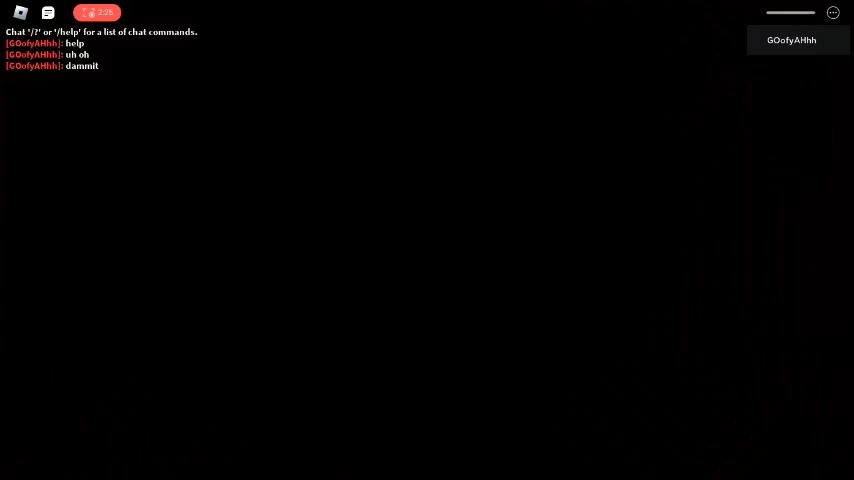 2:25
Chat '/?' or '/help' for a list of chat commands.
[GOofyAHhh]: help
[GOofyAHhh]: uh oh
[GOofyAHhh]: dammit
GOofyAHhh